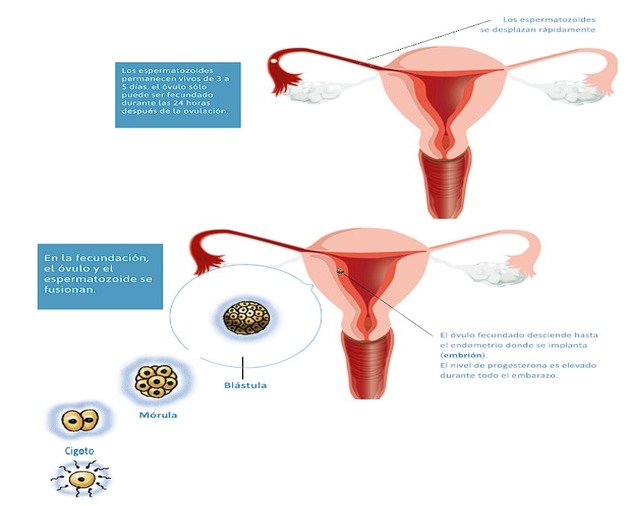 Los espermatozoides
se desplazan rápidamente
Los espermatozoides
permanecen vivos de 3 a
5 días, el óvulo sólo
puede ser fecundado
durante las 24 horas
después de la ovulación.
En la fecundación,
el óvulo y el
espermatozoide se
fusionan.
El óvulo fecundado desciende hasta
el endometrio donde se implanta
(embrión).
El nivel de progesterona es elevado
durante todo el embarazo.
Blástula
Mórula
Cigoto